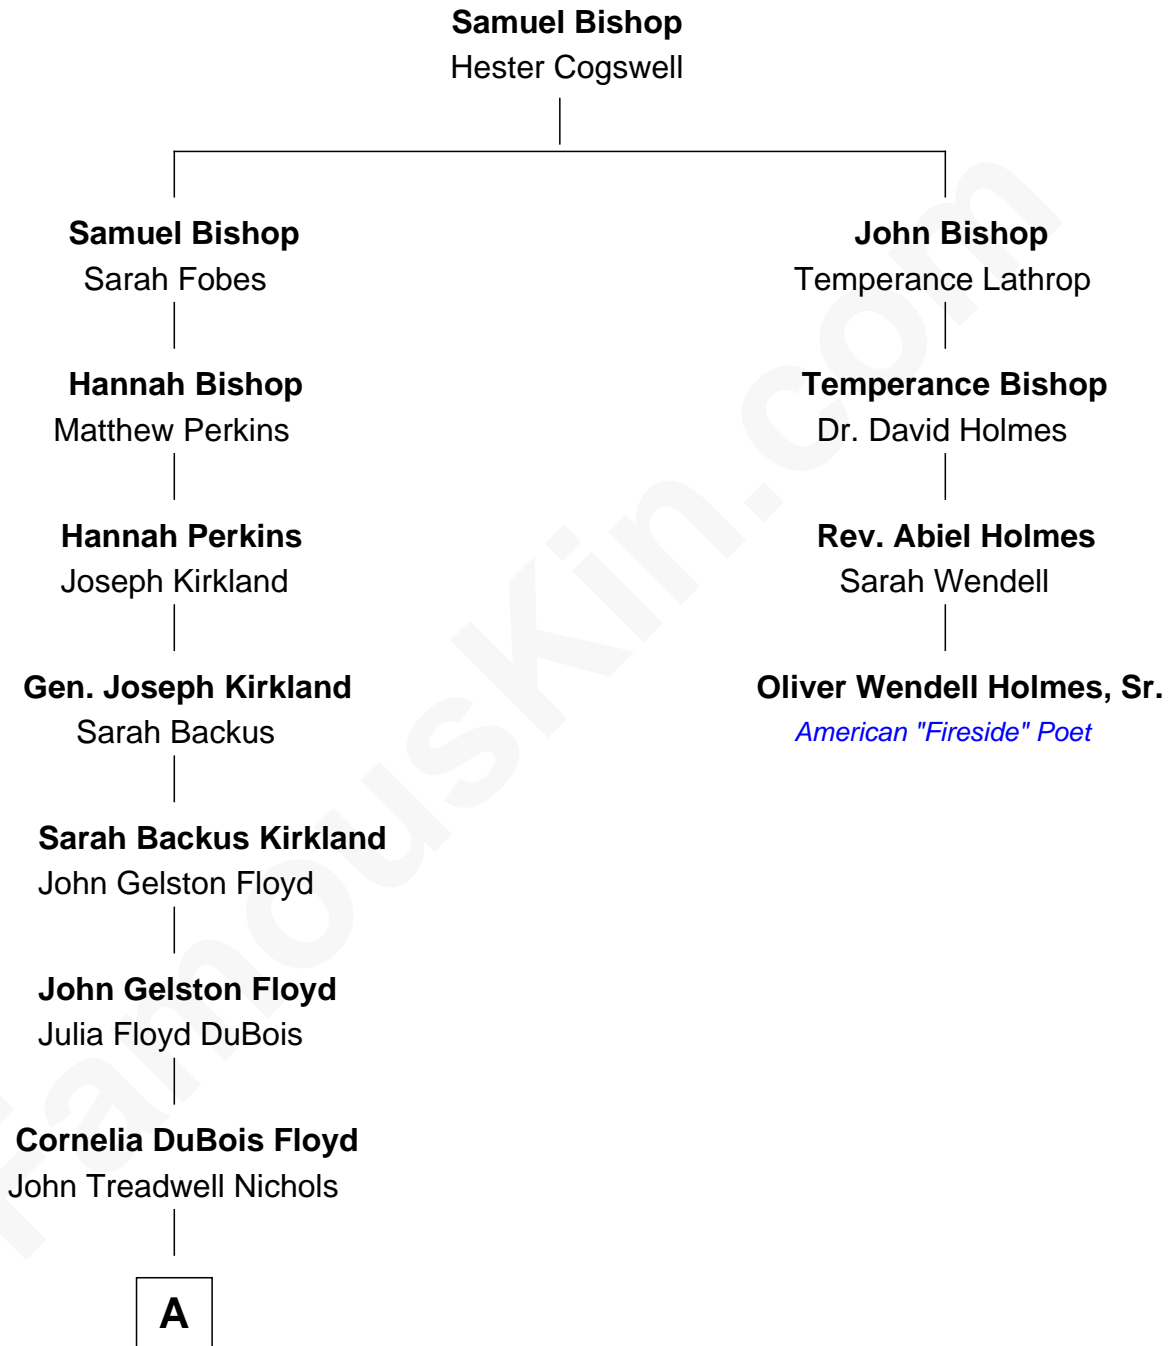 Samuel Bishop
Hester Cogswell
Samuel Bishop
Sarah Fobes
John Bishop
Temperance Lathrop
Hannah Bishop
Matthew Perkins
Temperance Bishop
Dr. David Holmes
Hannah Perkins
Joseph Kirkland
Rev. Abiel Holmes
Sarah Wendell
Gen. Joseph Kirkland
Sarah Backus
Oliver Wendell Holmes, Sr.
American "Fireside" Poet
Sarah Backus Kirkland
John Gelston Floyd
John Gelston Floyd
Julia Floyd DuBois
Cornelia DuBois Floyd
John Treadwell Nichols
A
FamousKin.com